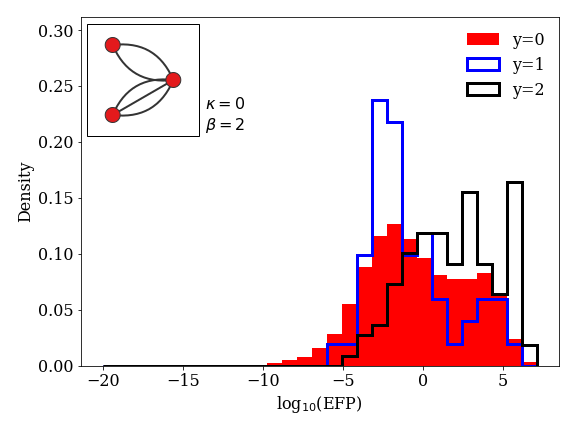 0.30
0.25
0.20
0.15
0.10
0.05
0.00
Density
κ = 0
β = 2
y=0
y=1
y=2
−20 −15 −10 −5 0 5
log₁₀(EFP)